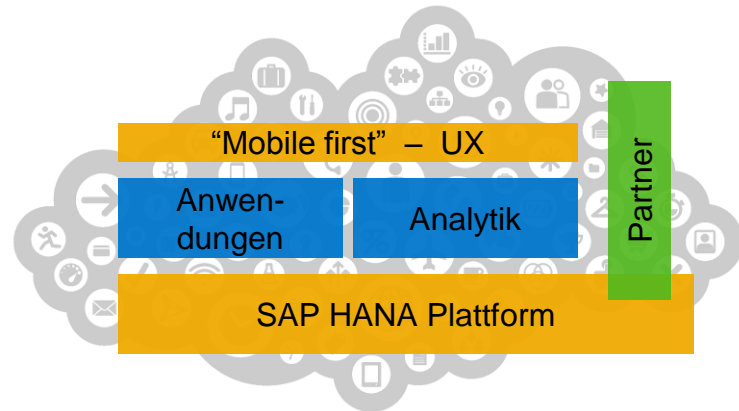 “Mobile first” – UX
Anwen-
dungen
Analytik
Partner
SAP HANA Plattform